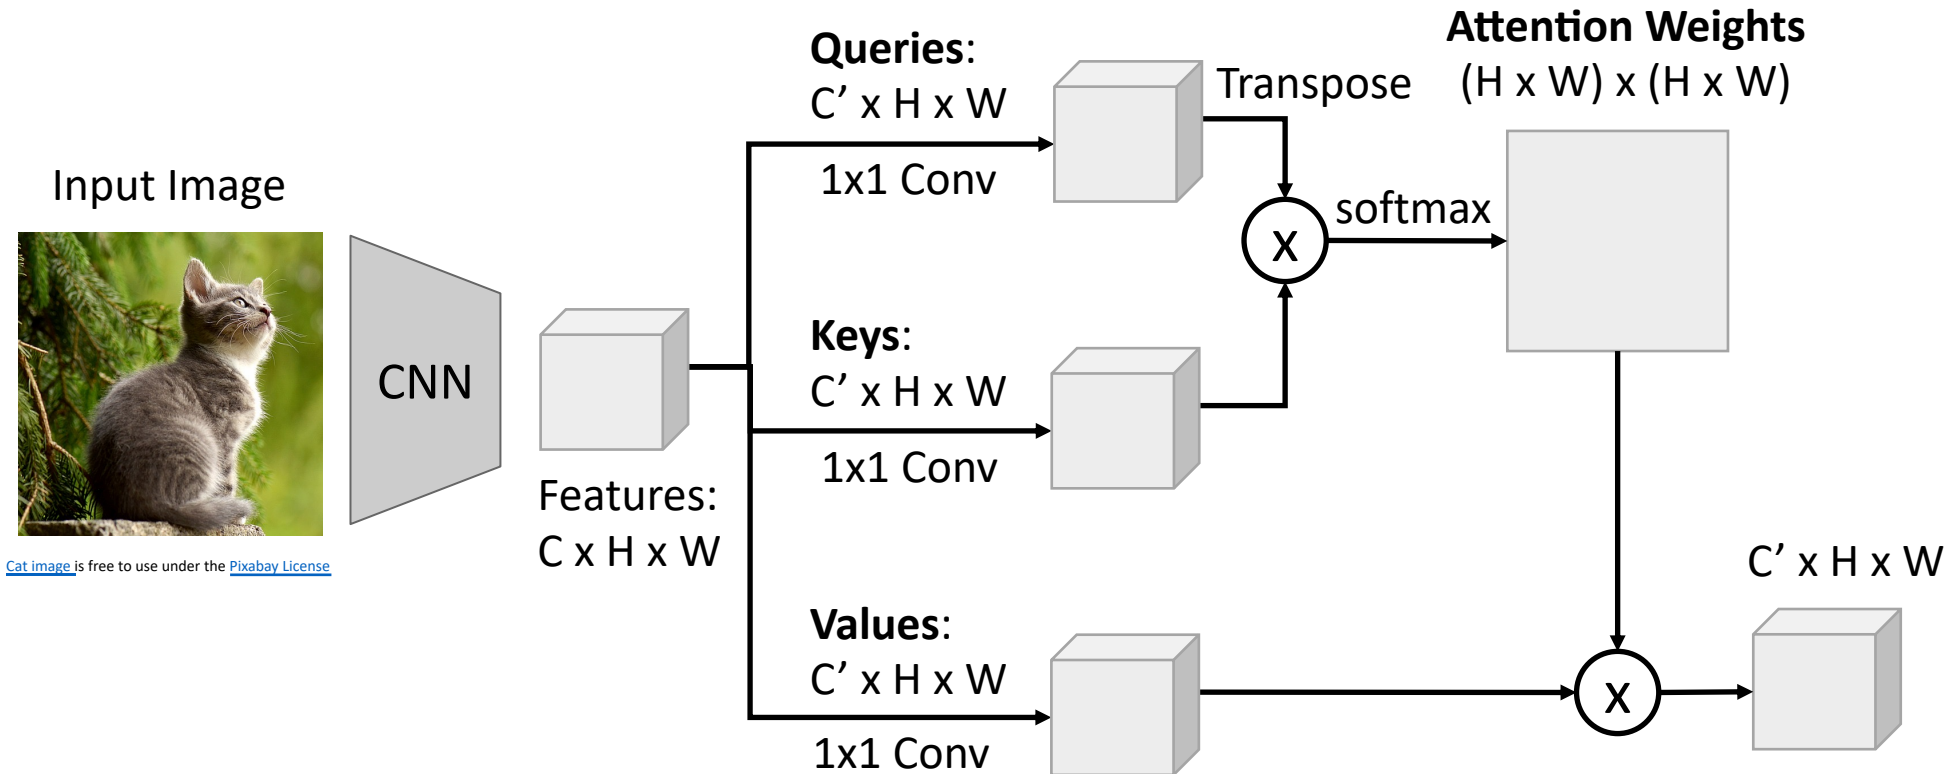 Input Image
Cat image is free to use under the Pixabay License
CNN
Features:
C x H x W
Queries:
C’ x H x W
1x1 Conv
Keys:
C’ x H x W
1x1 Conv
Values:
C’ x H x W
1x1 Conv
Transpose
x
softmax
Attention Weights
(H x W) x (H x W)
x
C’ x H x W